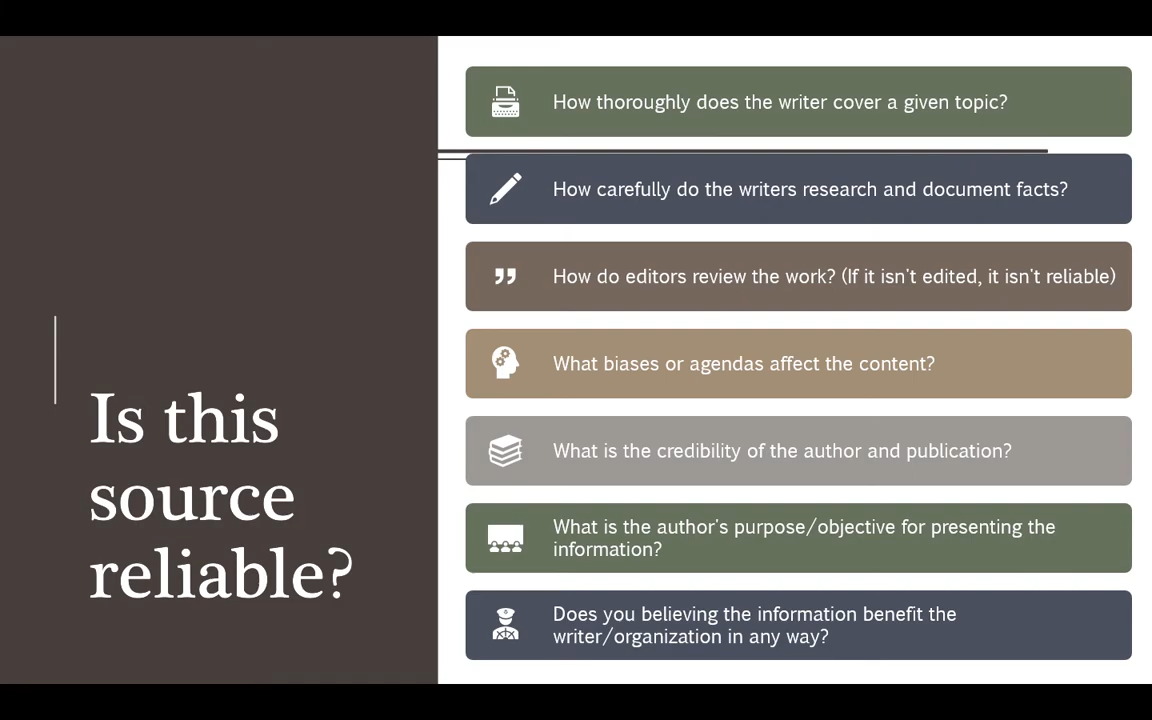 Is this
source
reliable?
How thoroughly does the writer cover a given topic?
How carefully do the writers research and document facts?
How do editors review the work? (If it isn't edited, it isn't reliable)
What biases or agendas affect the content?
What is the credibility of the author and publication?
What is the author's purpose/objective for presenting the
information?
Does you believing the information benefit the
writer/organization in any way?